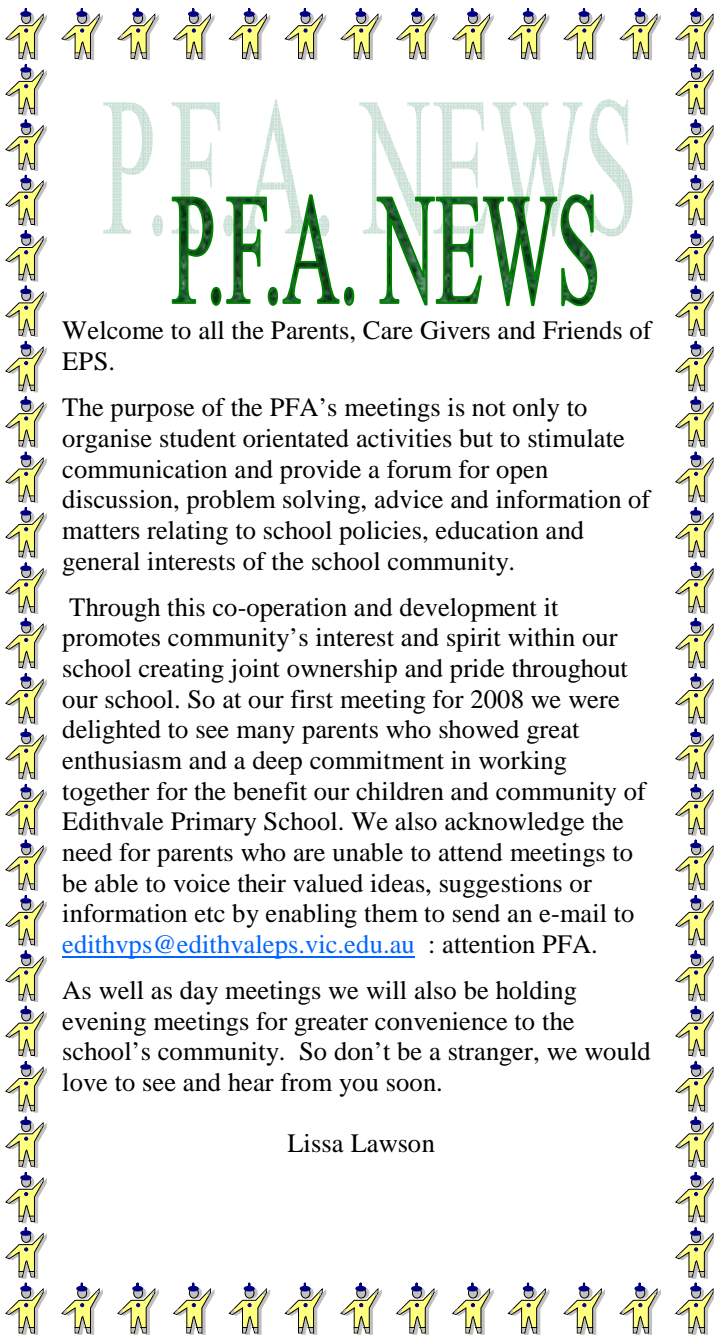 P.F.A. NEWS
Welcome to all the Parents, Care Givers and Friends of
EPS.
The purpose of the PFA's meetings is not only to
organise student orientated activities but to stimulate
communication and provide a forum for open
discussion, problem solving, advice and information of
matters relating to school policies, education and
general interests of the school community.
Through this co-operation and development it
promotes community's interest and spirit within our
school creating joint ownership and pride throughout
our school. So at our first meeting for 2008 we were
delighted to see many parents who showed great
enthusiasm and a deep commitment in working
together for the benefit our children and community of
Edithvale Primary School. We also acknowledge the
need for parents who are unable to attend meetings to
be able to voice their valued ideas, suggestions or
information etc by enabling them to send an e-mail to
edithvps@edithvaleps.vic.edu.au : attention PFA.
As well as day meetings we will also be holding
evening meetings for greater convenience to the
school's community. So don't be a stranger, we would
love to see and hear from you soon.
Lissa Lawson